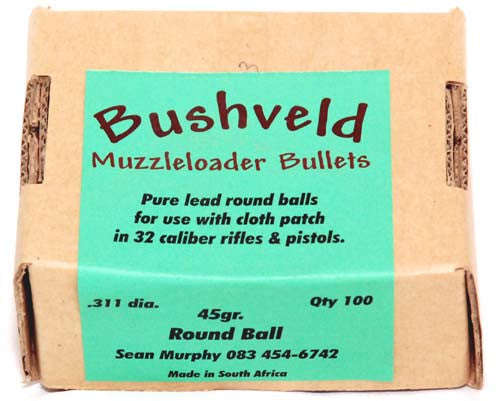 Bushveld
Muzzleloader Bullets
Pure lead round balls
for use with cloth patch
in 32 caliber rifles & pistols.
.311 dia. Qty 100
45gr.
Round Ball
Sean Murphy 083 454-6742
Made in South Africa